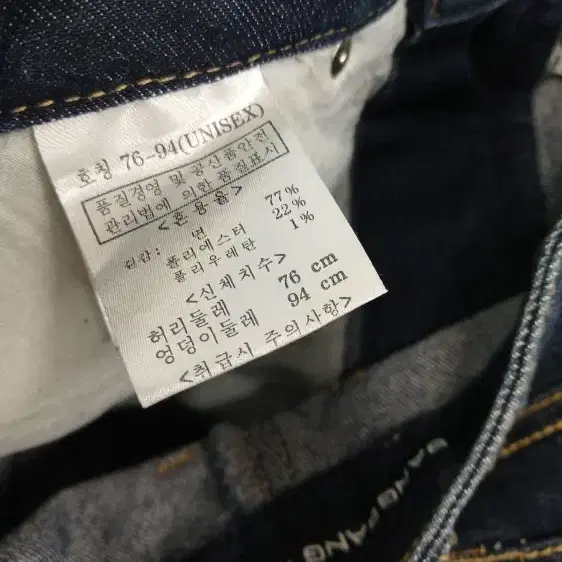 호칭 76-94(UNISEX)
품질경영 및 공산품안전
관리법에 의한 품질표시
<혼용율>
겉감: 면 77%
폴리에스터 22%
폴리우레탄 1%
<신체치수>
허리둘레 76 cm
엉덩이둘레 94 cm
<취급시 주의사항>
BANGPANG